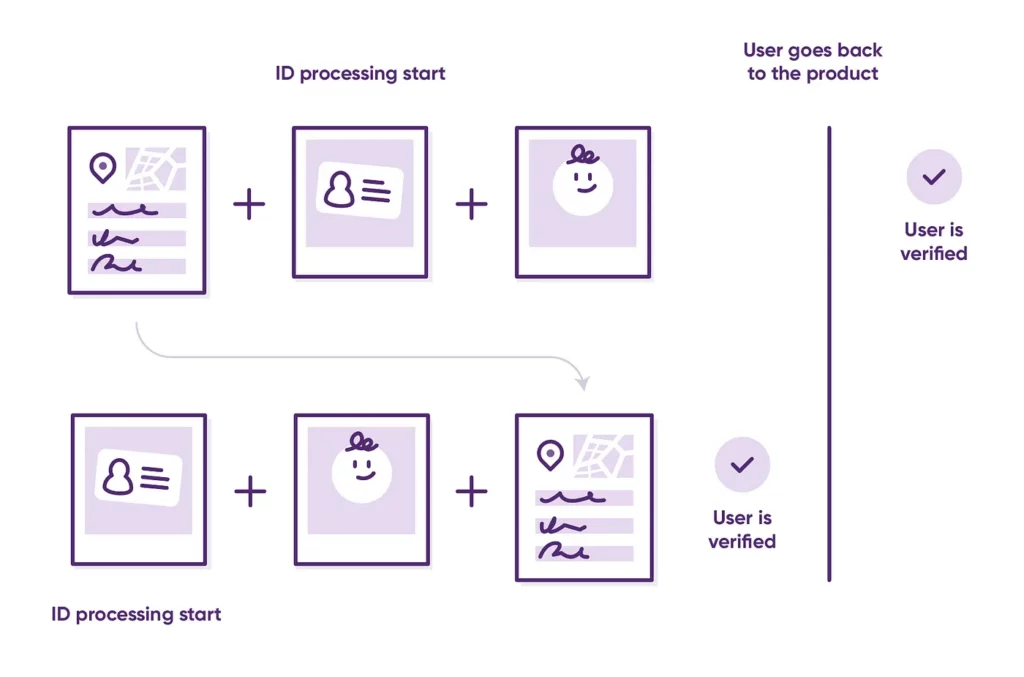 ID processing start
User goes back
to the product
User is
verified
User is
verified
ID processing start